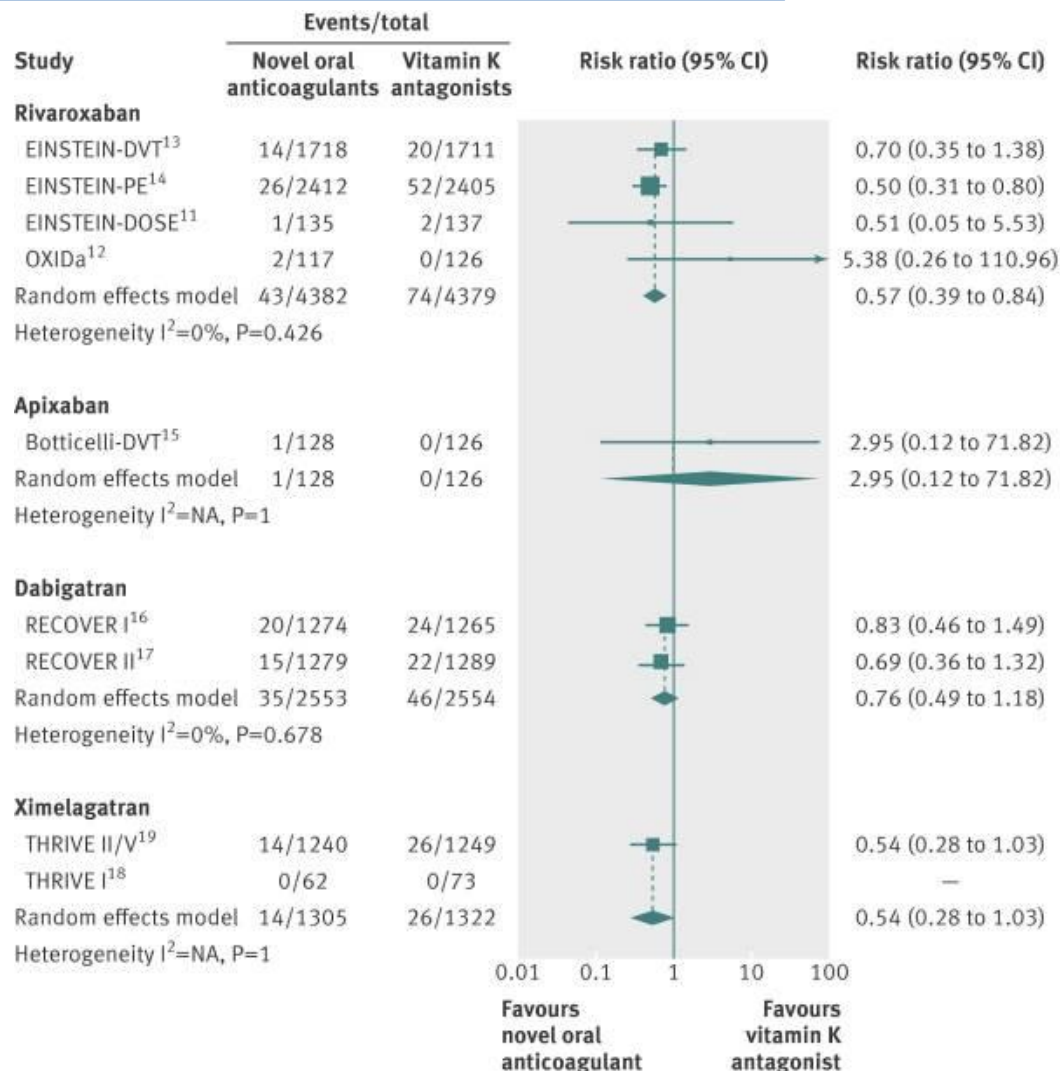 Events/total
Study Novel oral anticoagulants Vitamin K antagonists Risk ratio (95% CI) Risk ratio (95% CI)
Rivaroxaban
EINSTEIN-DVT¹³ 14/1718 20/1711 0.70 (0.35 to 1.38)
EINSTEIN-PE¹⁴ 26/2412 52/2405 0.50 (0.31 to 0.80)
EINSTEIN-DOSE¹¹ 1/135 2/137 0.51 (0.05 to 5.53)
OXIDa¹² 2/117 0/126 5.38 (0.26 to 110.96)
Random effects model 43/4382 74/4379 0.57 (0.39 to 0.84)
Heterogeneity I²=0%, P=0.426
Apixaban
Botticelli-DVT¹⁵ 1/128 0/126 2.95 (0.12 to 71.82)
Random effects model 1/128 0/126 2.95 (0.12 to 71.82)
Heterogeneity I²=NA, P=1
Dabigatran
RECOVER I¹⁶ 20/1274 24/1265 0.83 (0.46 to 1.49)
RECOVER II¹⁷ 15/1279 22/1289 0.69 (0.36 to 1.32)
Random effects model 35/2553 46/2554 0.76 (0.49 to 1.18)
Heterogeneity I²=0%, P=0.678
Ximelagatran
THRIVE II/V¹⁹ 14/1240 26/1249 0.54 (0.28 to 1.03)
THRIVE I¹⁸ 0/62 0/73 —
Random effects model 14/1305 26/1322 0.54 (0.28 to 1.03)
Heterogeneity I²=NA, P=1
0.01 0.1 1 10 100
Favours novel oral anticoagulant
Favours vitamin K antagonist